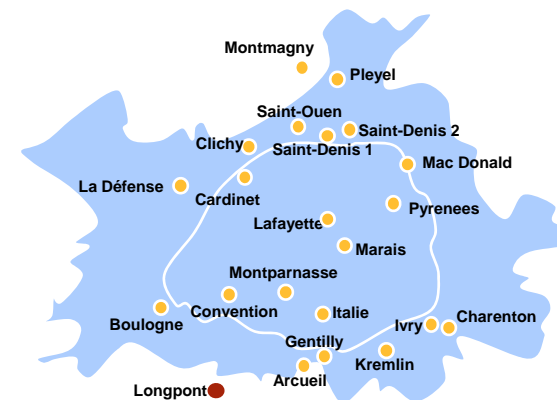 Montmagny
Pleyel
Saint-Ouen
Saint-Denis 2
Clichy
Saint-Denis 1
Mac Donald
La Défense
Cardinet
Pyrenees
Lafayette
Marais
Montparnasse
Convention
Italie
Boulogne
Ivry
Charenton
Gentilly
Kremlin
Arcueil
Longpont